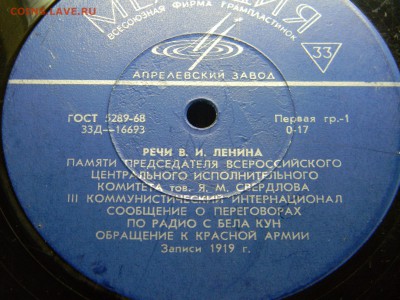 COINS.LAVE.RU
ВСЕСОЮЗНАЯ ФИРМА ГРАМПЛАСТИНОК
33
АПРЕЛЕВСКИЙ ЗАВОД
ГОСТ 5289-68
33Д—16693
Первая гр.-1
0-17
РЕЧИ В. И. ЛЕНИНА
ПАМЯТИ ПРЕДСЕДАТЕЛЯ ВСЕРОССИЙСКОГО
ЦЕНТРАЛЬНОГО ИСПОЛНИТЕЛЬНОГО
КОМИТЕТА тов. Я. М. СВЕРДЛОВА
III КОММУНИСТИЧЕСКИЙ ИНТЕРНАЦИОНАЛ
СООБЩЕНИЕ О ПЕРЕГОВОРАХ
ПО РАДИО С БЕЛА КУН
ОБРАЩЕНИЕ К КРАСНОЙ АРМИИ
Записи 1919 г.